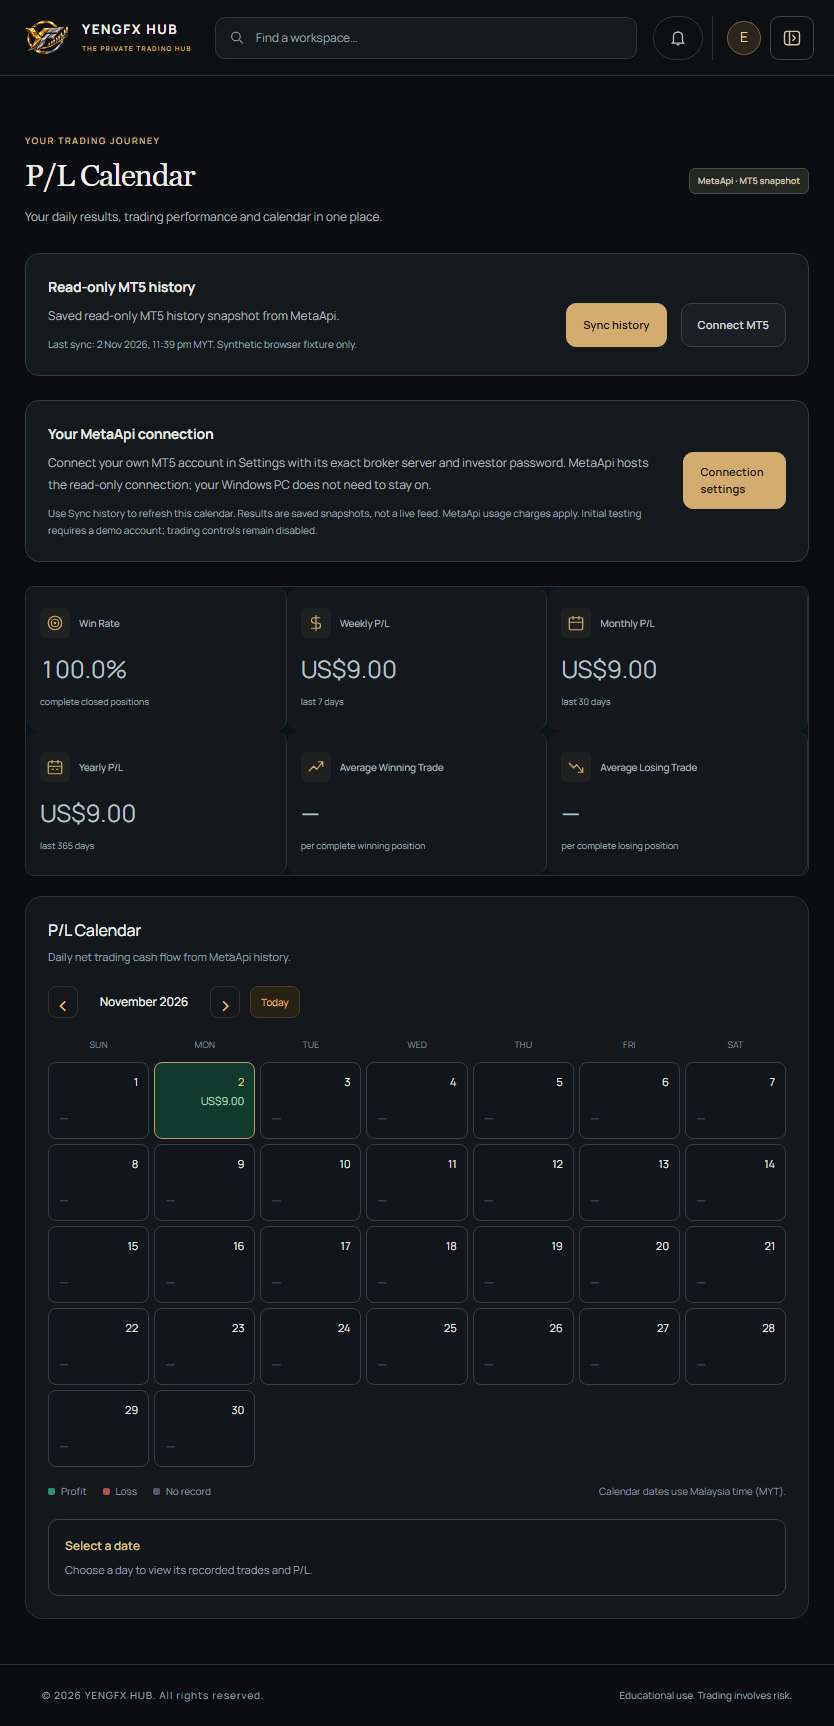 YENGFX HUB
THE PRIVATE TRADING HUB
Find a workspace...
E
YOUR TRADING JOURNEY
P/L Calendar
MetaApi · MT5 snapshot
Your daily results, trading performance and calendar in one place.
Read-only MT5 history
Saved read-only MT5 history snapshot from MetaApi.
Last sync: 2 Nov 2026, 11:39 pm MYT. Synthetic browser fixture only.
Sync history
Connect MT5
Your MetaApi connection
Connect your own MT5 account in Settings with its exact broker server and investor password. MetaApi hosts
the read-only connection; your Windows PC does not need to stay on.
Use Sync history to refresh this calendar. Results are saved snapshots, not a live feed. MetaApi usage charges apply. Initial testing
requires a demo account; trading controls remain disabled.
Connection
settings
Win Rate
100.0%
complete closed positions
Weekly P/L
US$9.00
last 7 days
Monthly P/L
US$9.00
last 30 days
Yearly P/L
US$9.00
last 365 days
Average Winning Trade
—
per complete winning position
Average Losing Trade
—
per complete losing position
P/L Calendar
Daily net trading cash flow from MetaApi history.
November 2026
Today
SUN MON TUE WED THU FRI SAT
1 2 3 4 5 6 7
— US$9.00 — — — — —
8 9 10 11 12 13 14
— — — — — — —
15 16 17 18 19 20 21
— — — — — — —
22 23 24 25 26 27 28
— — — — — — —
29 30
— —
Profit Loss No record
Calendar dates use Malaysia time (MYT).
Select a date
Choose a day to view its recorded trades and P/L.
© 2026 YENGFX HUB. All rights reserved.
Educational use. Trading involves risk.